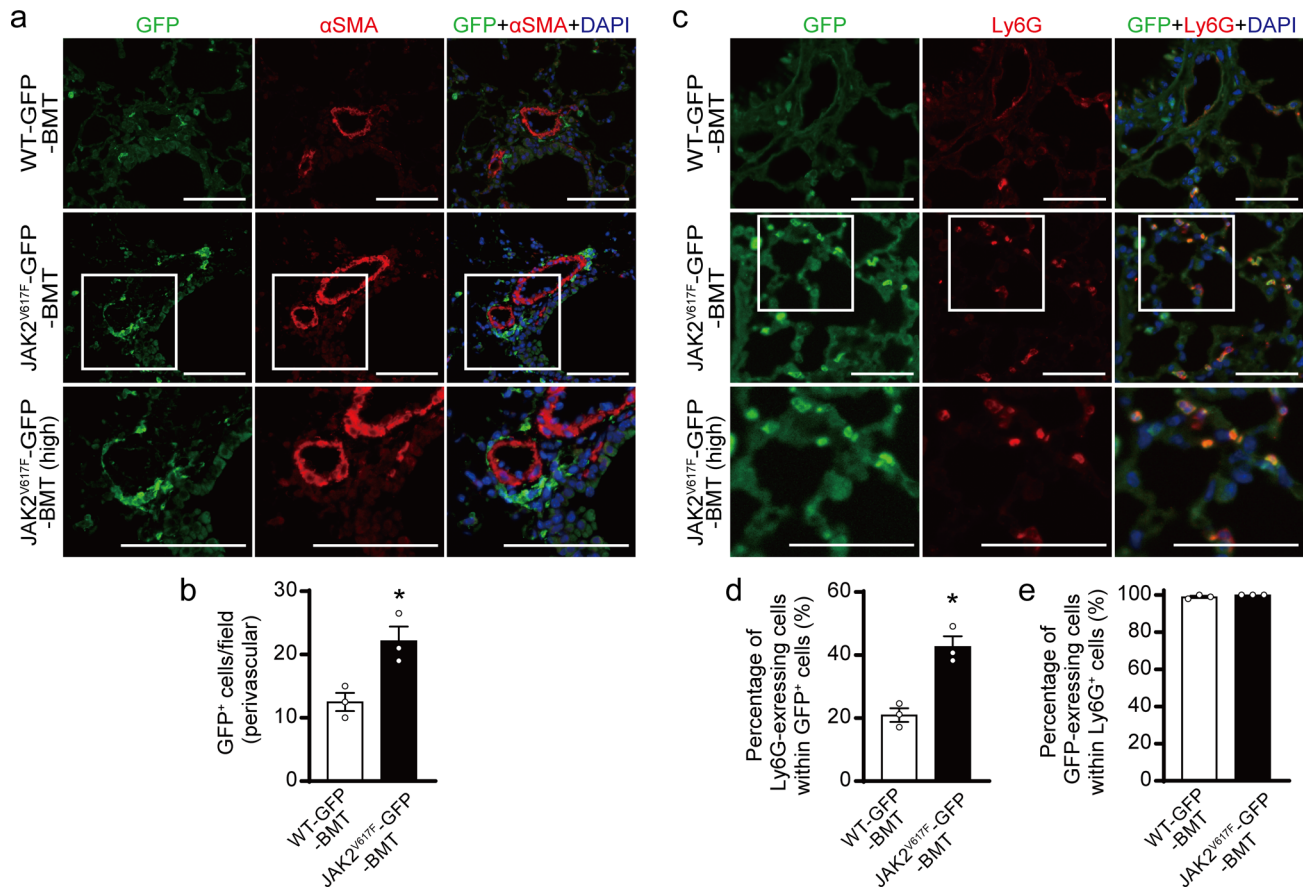 a
GFP
αSMA
GFP+αSMA+DAPI
WT-GFP
-BMT
JAK2V617F-GFP
-BMT
JAK2V617F-GFP
-BMT (high)
b
GFP+ cells/field
(perivascular)
30
20
10
0
*
WT-GFP
-BMT
JAK2V617F-GFP
-BMT
c
GFP
Ly6G
GFP+Ly6G+DAPI
WT-GFP
-BMT
JAK2V617F-GFP
-BMT
JAK2V617F-GFP
-BMT (high)
d
Percentage of
Ly6G-exressing cells
within GFP+ cells (%)
60
40
20
0
*
WT-GFP
-BMT
JAK2V617F-GFP
-BMT
e
Percentage of
GFP-exressing cells
within Ly6G+ cells (%)
100
80
60
40
20
0
WT-GFP
-BMT
JAK2V617F-GFP
-BMT